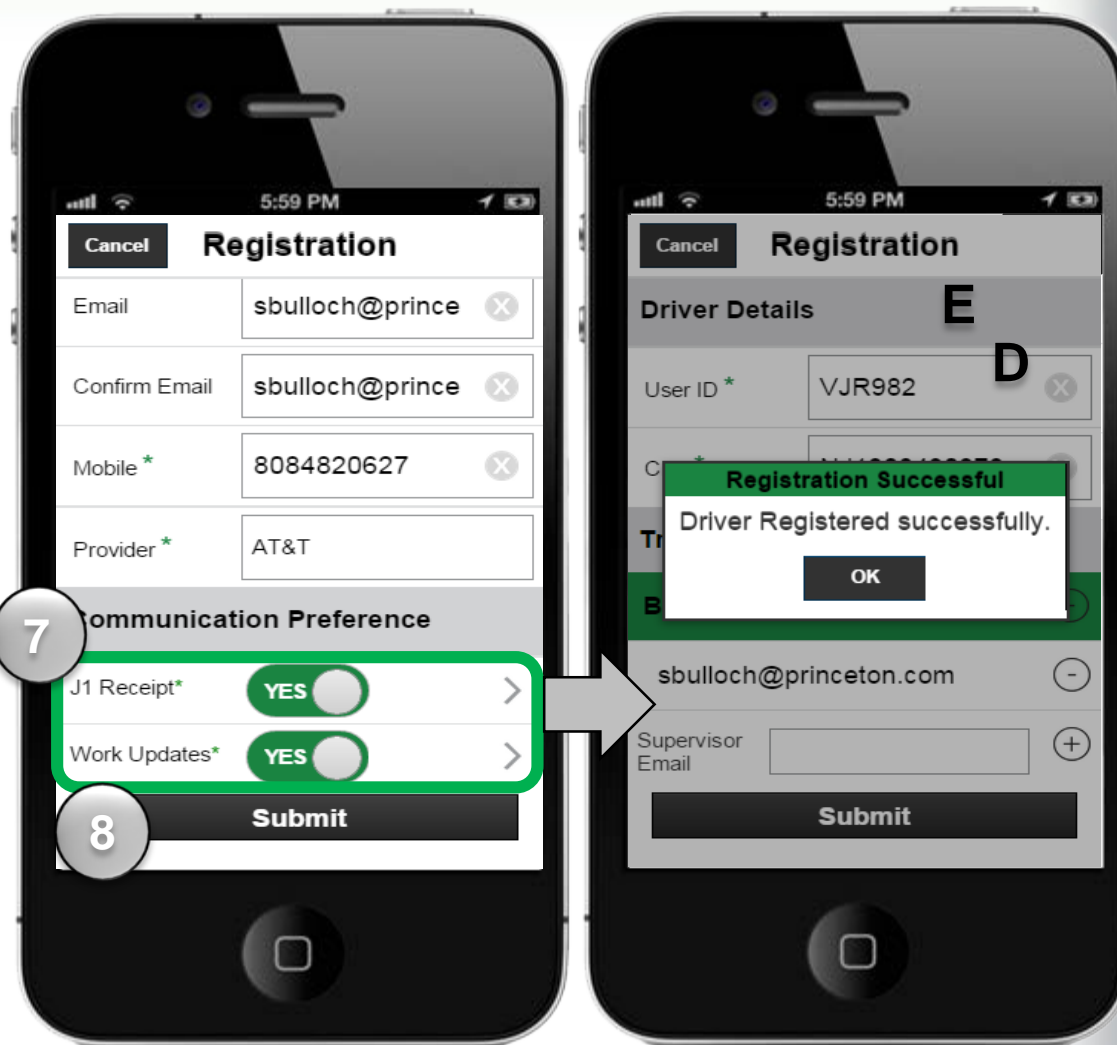 5:59 PM
Cancel Registration
Email sbulloch@prince
Confirm Email sbulloch@prince
Mobile * 8084820627
Provider * AT&T
7
Communication Preference
J1 Receipt* YES
Work Updates* YES
8
Submit
5:59 PM
Cancel Registration
E
Driver Details
D
User ID * VJR982
Registration Successful
Driver Registered successfully.
OK
sbulloch@princeton.com
Supervisor
Email
Submit